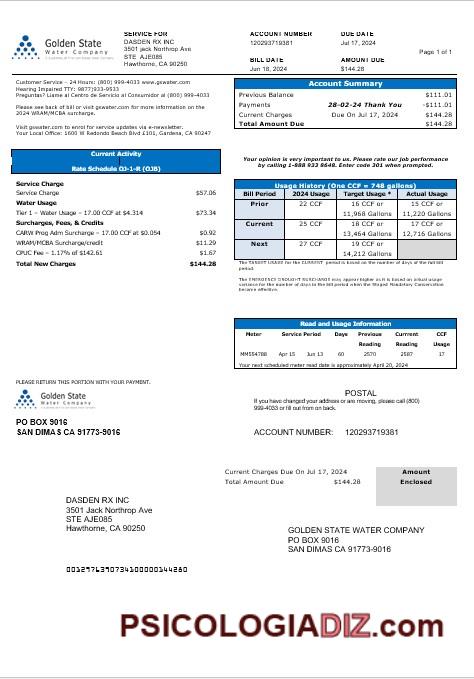 Golden State
Water Company
SERVICE FOR
DASDEN RX INC
3501 jack Northrop Ave
STE AJE085
Hawthorne, CA 90250
ACCOUNT NUMBER
120293719381
BILL DATE
Jun 18, 2024
DUE DATE
Jul 17, 2024
AMOUNT DUE
$144.28
Page 1 of 1
Customer Service – 24 Hours: (800) 999-4033 www.gswater.com
Hearing Impaired TTY: (877)933-9533
Preguntas? Llame al Centro de Servicio al Consumidor al (800) 999-4033
Please see back of bill or visit gswater.com for more information on the
2024 WRAM/MCBA surcharge.
Visit gswater.com to enrol for service updates via e-newsletter.
Your Local Office: 1600 W Redondo Beach Blvd £101, Gardena, CA 90247
Account Summary
Previous Balance $111.01
Payments 28-02-24 Thank You -$111.01
Current Charges Due On Jul 17, 2024 $144.28
Total Amount Due $144.28
Current Activity
Rate Schedule OJ-1-R (OJB)
Service Charge
Service Charge $57.06
Water Usage
Tier 1 – Water Usage – 17.00 CCF at $4.314 $73.34
Surcharges, Fees, & Credits
CARW Prog Adm Surcharge – 17.00 CCF at $0.054 $0.92
WRAM/MCBA Surcharge/credit $11.29
CPUC Fee – 1.17% of $142.61 $1.67
Total New Charges $144.28
Your opinion is very important to us. Please rate our job performance
by calling 1-888 933 8648. Enter code 301 when prompted.
Usage History (One CCF = 748 gallons)
Bill Period 2024 Usage Target Usage * Actual Usage
Prior 22 CCF 16 CCF or 11,968 Gallons 15 CCF or 11,220 Gallons
Current 25 CCF 18 CCF or 13,464 Gallons 17 CCF or 12,716 Gallons
Next 27 CCF 19 CCF or 14,212 Gallons
The TARGET USAGE for the CURRENT period is based on the number of days of the full bill
period.
The EMERGENCY DROUGHT SURCHARGE may appear higher as it is based on actual usage
variance for the number of days in the bill period when the Staged Mandatory Conservation
became effective.
Read and Usage Information
Meter Service Period Days Previous Reading Current Reading CCF Usage
MM554788 Apr 15 Jun 13 60 2570 2587 17
Your next scheduled meter read date is approximately April 20, 2024
PLEASE RETURN THIS PORTION WITH YOUR PAYMENT.
Golden State
Water Company
PO BOX 9016
SAN DIMAS CA 91773-9016
POSTAL
If you have changed your address or are moving, please call (800)
999-4033 or fill out from on back.
ACCOUNT NUMBER: 120293719381
Current Charges Due On Jul 17, 2024
Total Amount Due $144.28
Amount
Enclosed
DASDEN RX INC
3501 Jack Northrop Ave
STE AJE085
Hawthorne, CA 90250
GOLDEN STATE WATER COMPANY
PO BOX 9016
SAN DIMAS CA 91773-9016
0012976390734100000144280
PSICOLOGIADIZ.com